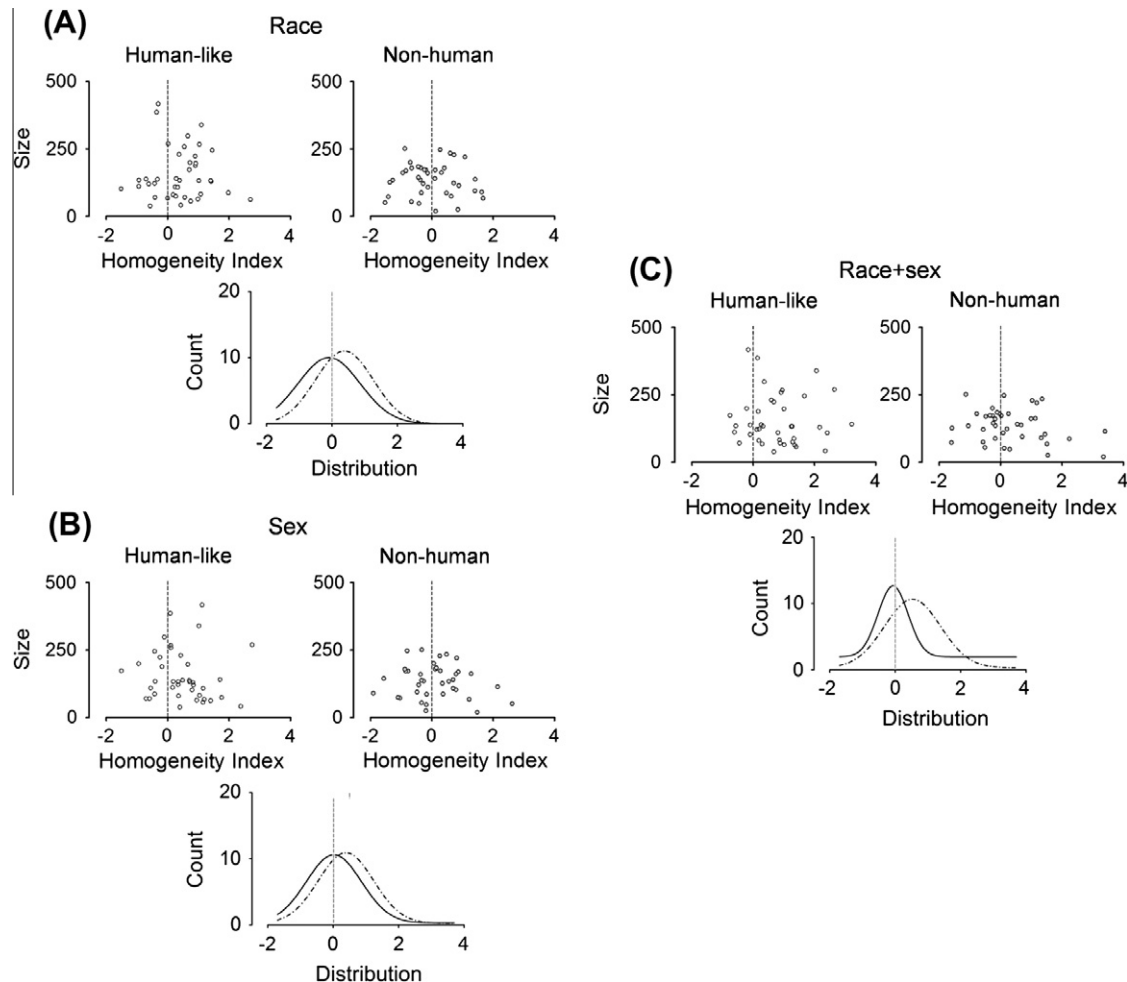 (A)
Race
Human-like
Non-human
500
250
0
Size
-2 0 2 4
-2 0 2 4
Homogeneity Index
Homogeneity Index
20
10
0
Count
-2 0 2 4
Distribution
(B)
Sex
Human-like
Non-human
500
250
0
Size
500
250
0
-2 0 2 4
-2 0 2 4
Homogeneity Index
Homogeneity Index
20
10
0
Count
-2 0 2 4
Distribution
(C)
Race+sex
Human-like
Non-human
500
250
0
Size
500
250
0
-2 0 2 4
-2 0 2 4
Homogeneity Index
Homogeneity Index
20
10
0
Count
-2 0 2 4
Distribution